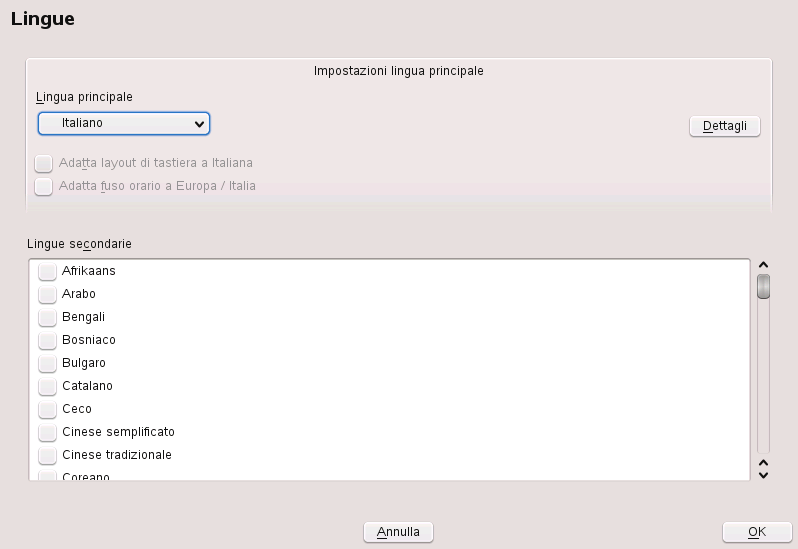 Lingue
Impostazioni lingua principale
Lingua principale
Italiano
Dettagli
Adatta layout di tastiera a Italiana
Adatta fuso orario a Europa / Italia
Lingue secondarie
Afrikaans
Arabo
Bengali
Bosniaco
Bulgaro
Catalano
Ceco
Cinese semplificato
Cinese tradizionale
Coreano
Annulla
OK